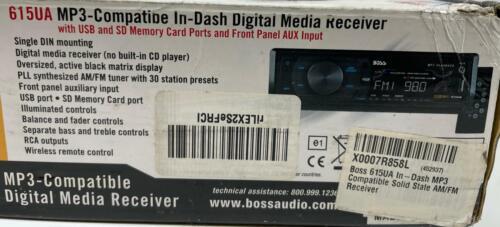 615UA MP3-Compatibe In-Dash Digital Media Receiver
with USB and SD Memory Card Ports and Front Panel AUX Input
Single DIN mounting
Digital media receiver (no built-in CD player)
Oversized, active black matrix display
PLL synthesized AM/FM tuner with 30 station presets
Front panel auxiliary input
USB port • SD Memory Card port
Illuminated controls
Balance and fader controls
Separate bass and treble controls
RCA outputs
Wireless remote control
BOSS
FM1 980
e1
CE
r countries.
X0007R858L
(452937)
Boss 615UA In-Dash MP3
Compatible Solid State AM/FM
Receiver
MP3-Compatible
Digital Media Receiver
technical assistance: 800.999.123
www.bossaudio.